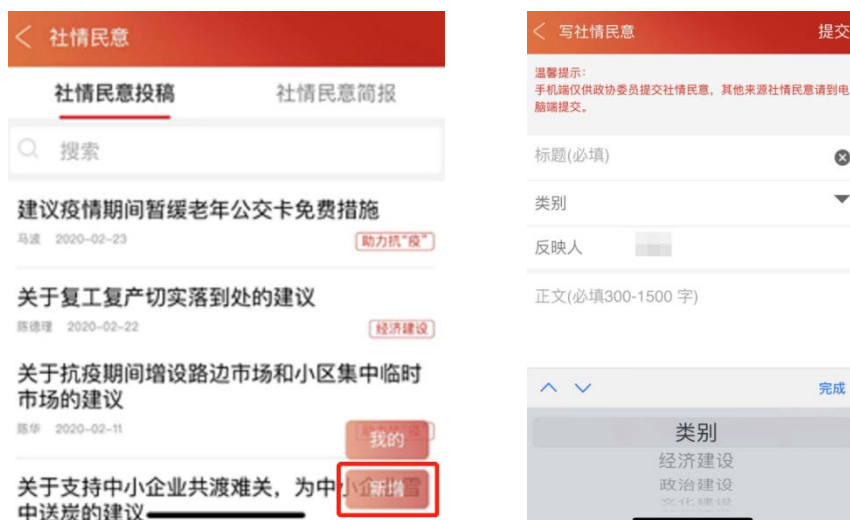 社情民意
社情民意投稿 社情民意简报
搜索
建议疫情期间暂缓老年公交卡免费措施
马波 2020-02-23 助力抗"疫"
关于复工复产切实落到处的建议
陈德理 2020-02-22 经济建设
关于抗疫期间增设路边市场和小区集中临时
市场的建议
陈华 2020-02-11
我的
关于支持中小企业共渡难关，为中小企业雪
新增
中送炭的建议
写社情民意 提交
温馨提示:
手机端仅供政协委员提交社情民意，其他来源社情民意请到电
脑端提交。
标题(必填)
类别
反映人
正文(必填300-1500 字)
完成
类别
经济建设
政治建设
文化建设